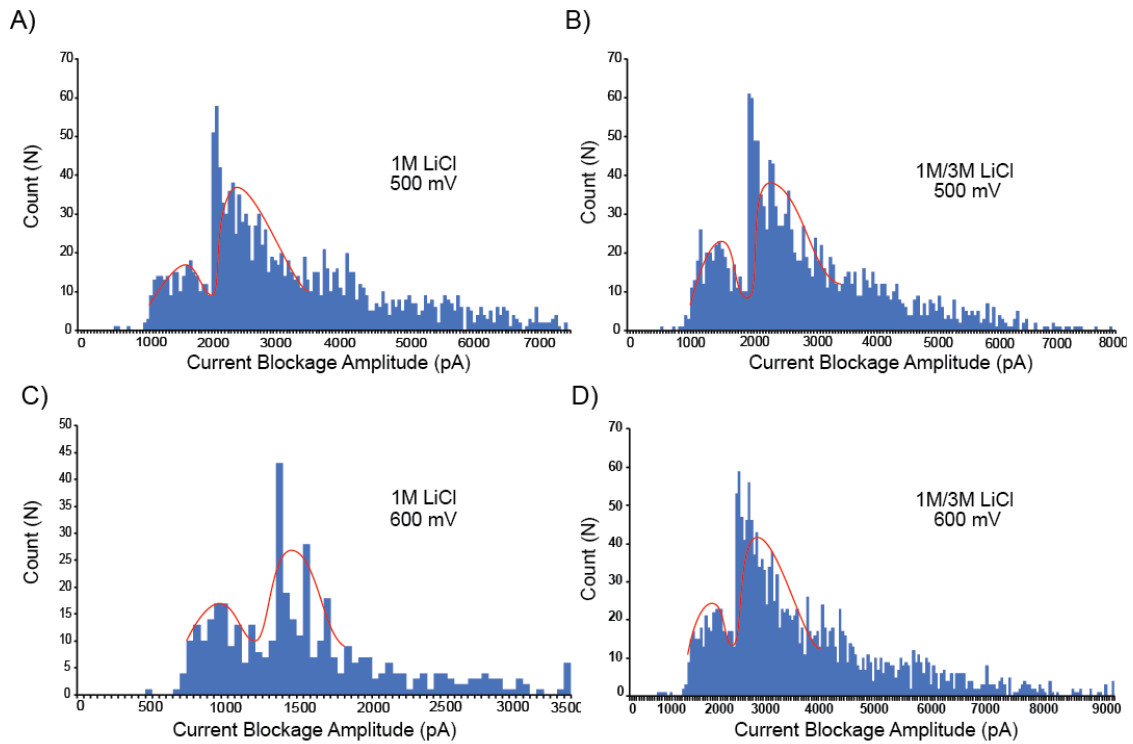 A)
70
60
50
40
30
20
10
0
Count (N)
1M LiCl
500 mV
0 1000 2000 3000 4000 5000 6000 7000
Current Blockage Amplitude (pA)
B)
70
60
50
40
30
20
10
0
Count (N)
1M/3M LiCl
500 mV
0 1000 2000 3000 4000 5000 6000 7000 8000
Current Blockage Amplitude (pA)
C)
50
45
40
35
30
25
20
15
10
5
0
Count (N)
1M LiCl
600 mV
0 500 1000 1500 2000 2500 3000 3500
Current Blockage Amplitude (pA)
D)
70
60
50
40
30
20
10
0
Count (N)
1M/3M LiCl
600 mV
0 1000 2000 3000 4000 5000 6000 7000 8000 9000
Current Blockage Amplitude (pA)